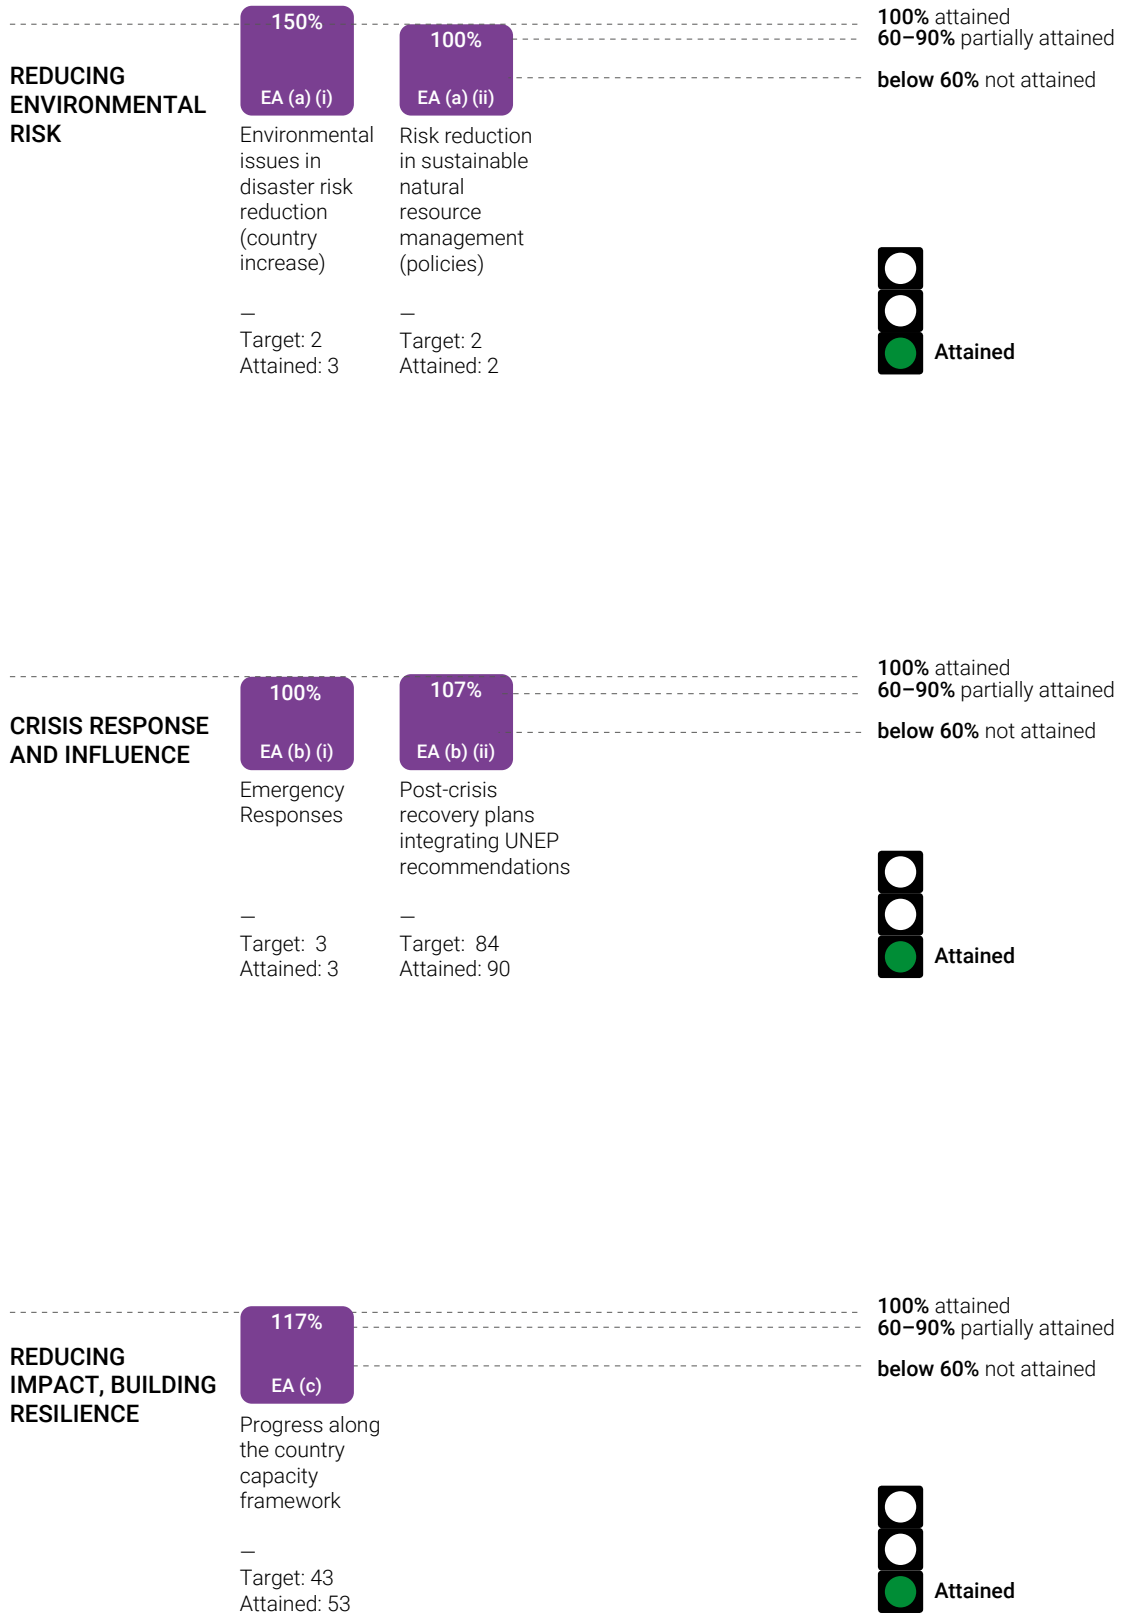 REDUCING
ENVIRONMENTAL
RISK
150%
EA (a) (i)
Environmental
issues in
disaster risk
reduction
(country
increase)
—
Target: 2
Attained: 3
100%
EA (a) (ii)
Risk reduction
in sustainable
natural
resource
management
(policies)
—
Target: 2
Attained: 2
100% attained
60–90% partially attained
below 60% not attained
Attained
CRISIS RESPONSE
AND INFLUENCE
100%
EA (b) (i)
Emergency
Responses
—
Target: 3
Attained: 3
107%
EA (b) (ii)
Post-crisis
recovery plans
integrating UNEP
recommendations
—
Target: 84
Attained: 90
100% attained
60–90% partially attained
below 60% not attained
Attained
REDUCING
IMPACT, BUILDING
RESILIENCE
117%
EA (c)
Progress along
the country
capacity
framework
—
Target: 43
Attained: 53
100% attained
60–90% partially attained
below 60% not attained
Attained